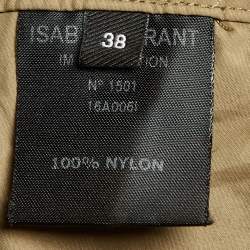 ISAB RANT
38
IM TION
N° 1501
16A006I
100% NYLON